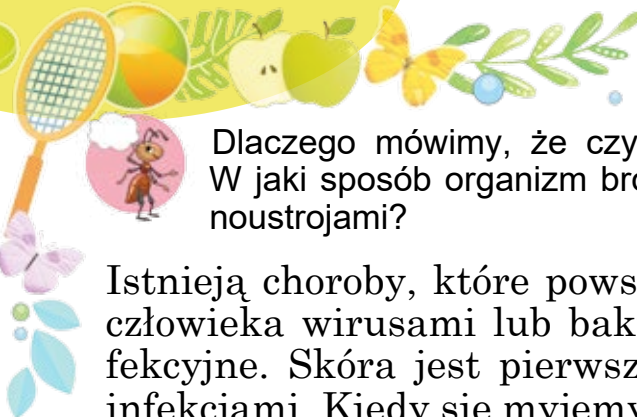 Dlaczego mówimy, że czy
W jaki sposób organizm bro
noustrojami?
Istnieją choroby, które pows
człowieka wirusami lub bak
fekcyjne. Skóra jest pierwsz
infekcjami. Kiedy się myjemy